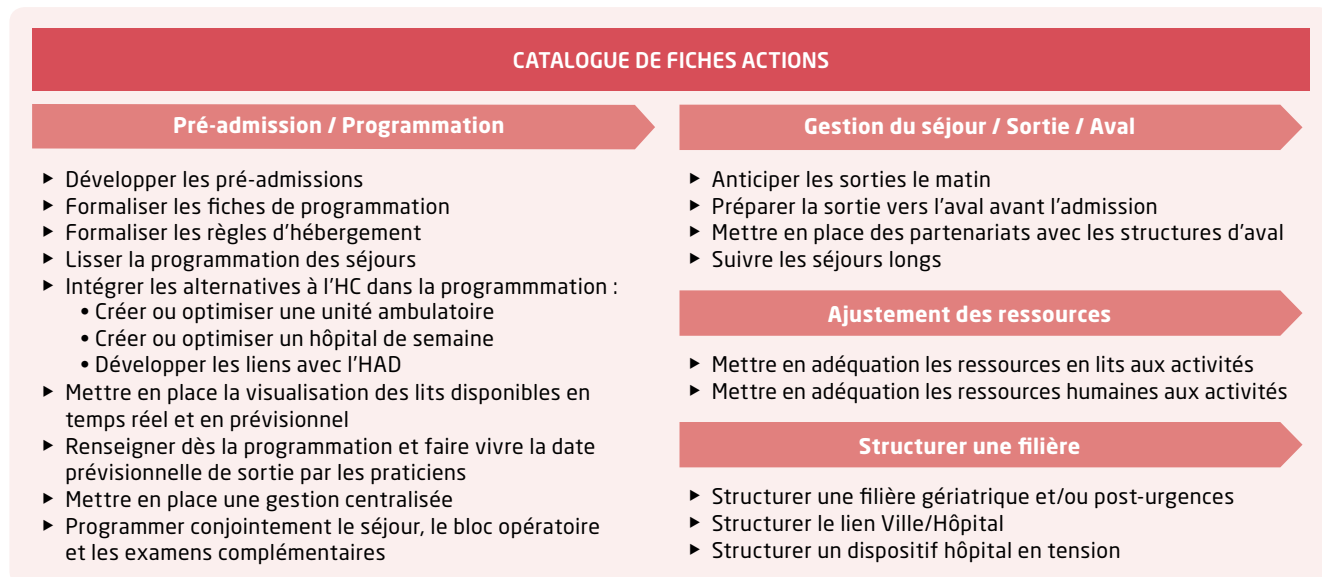 CATALOGUE DE FICHES ACTIONS
Pré-admission / Programmation
▸ Développer les pré-admissions
▸ Formaliser les fiches de programmation
▸ Formaliser les règles d'hébergement
▸ Lisser la programmation des séjours
▸ Intégrer les alternatives à l'HC dans la programmmation :
• Créer ou optimiser une unité ambulatoire
• Créer ou optimiser un hôpital de semaine
• Développer les liens avec l'HAD
▸ Mettre en place la visualisation des lits disponibles en
temps réel et en prévisionnel
▸ Renseigner dès la programmation et faire vivre la date
prévisionnelle de sortie par les praticiens
▸ Mettre en place une gestion centralisée
▸ Programmer conjointement le séjour, le bloc opératoire
et les examens complémentaires
Gestion du séjour / Sortie / Aval
▸ Anticiper les sorties le matin
▸ Préparer la sortie vers l'aval avant l'admission
▸ Mettre en place des partenariats avec les structures d'aval
▸ Suivre les séjours longs
Ajustement des ressources
▸ Mettre en adéquation les ressources en lits aux activités
▸ Mettre en adéquation les ressources humaines aux activités
Structurer une filière
▸ Structurer une filière gériatrique et/ou post-urgences
▸ Structurer le lien Ville/Hôpital
▸ Structurer un dispositif hôpital en tension